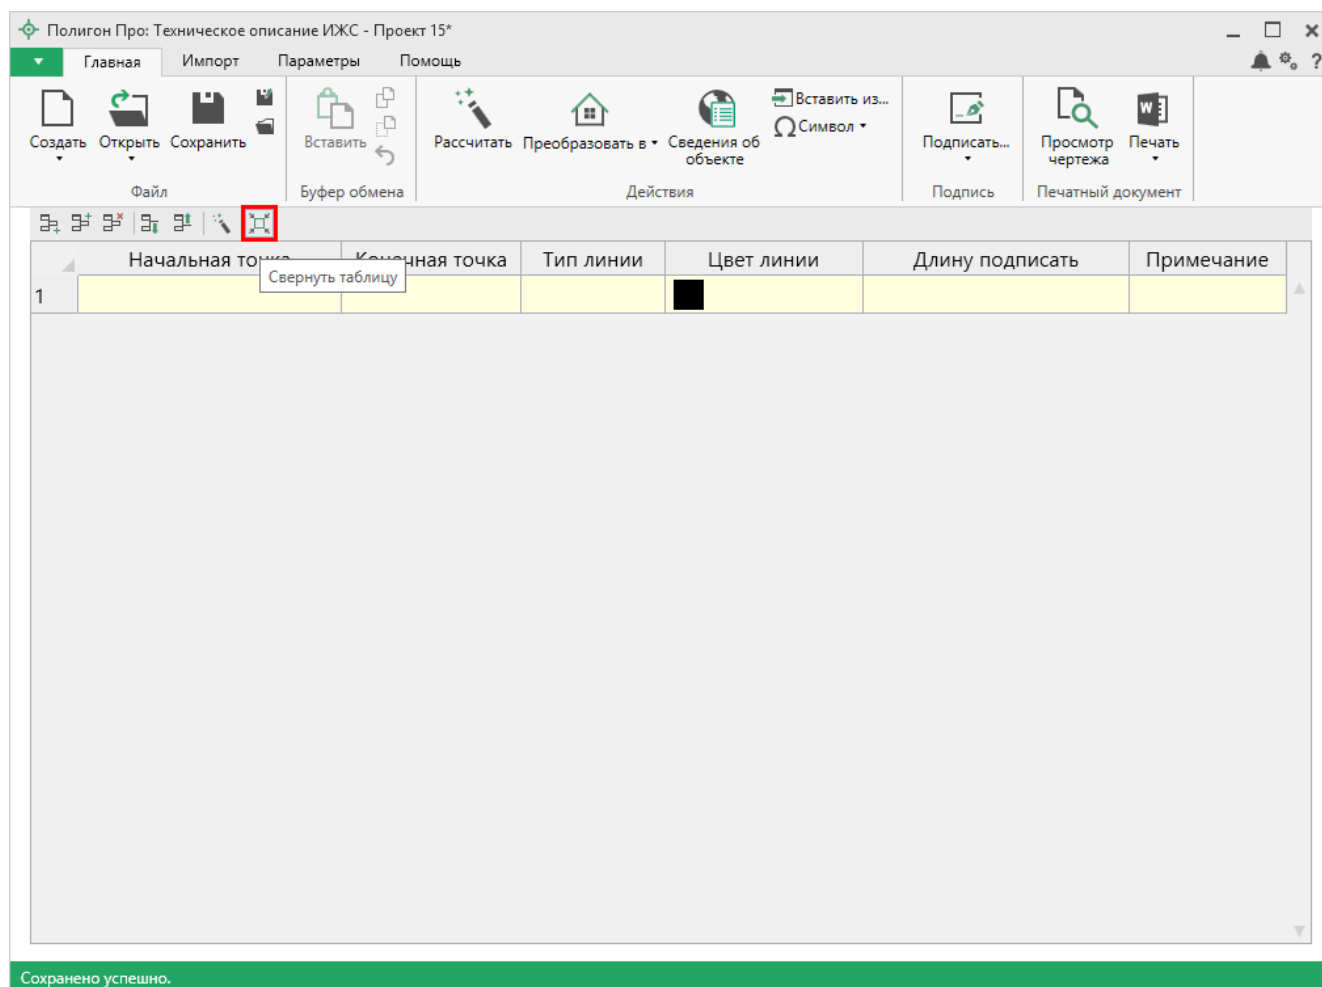 Полигон Про: Техническое описание ИЖС - Проект 15*
Главная Импорт Параметры Помощь
Создать Открыть Сохранить
Файл
Вставить
Буфер обмена
Рассчитать Преобразовать в Сведения об объекте
Вставить из...
Символ
Действия
Подписать...
Подпись
Просмотр чертежа Печать
Печатный документ
Начальная Конечная точка Тип линии Цвет линии Длину подписать Примечание
Свернуть таблицу
1
Сохранено успешно.